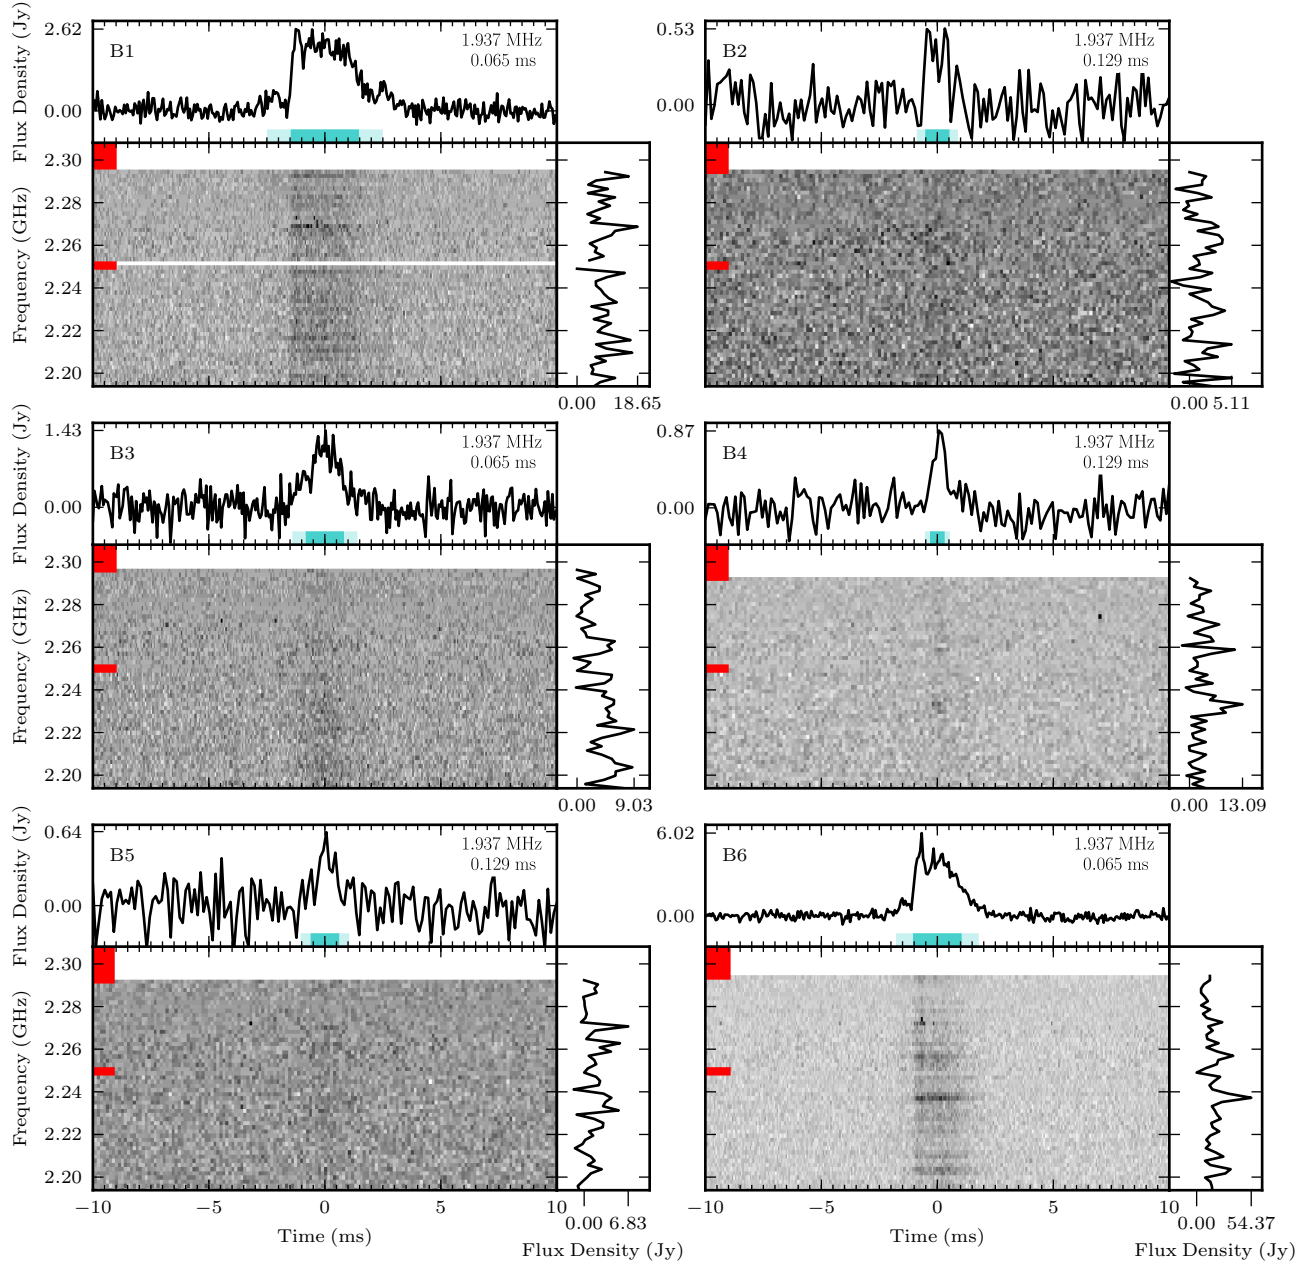 Flux Density (Jy)
2.62
0.00
B1
1.937 MHz
0.065 ms
0.53
0.00
B2
1.937 MHz
0.129 ms
Frequency (GHz)
2.30
2.28
2.26
2.24
2.22
2.20
0.00 18.65
0.00 5.11
Flux Density (Jy)
1.43
0.00
B3
1.937 MHz
0.065 ms
0.87
0.00
B4
1.937 MHz
0.129 ms
Frequency (GHz)
2.30
2.28
2.26
2.24
2.22
2.20
0.00 9.03
0.00 13.09
Flux Density (Jy)
0.64
0.00
B5
1.937 MHz
0.129 ms
6.02
0.00
B6
1.937 MHz
0.065 ms
Frequency (GHz)
2.30
2.28
2.26
2.24
2.22
2.20
−10 −5 0 5 10
Time (ms)
0.00 6.83
Flux Density (Jy)
−10 −5 0 5 10
Time (ms)
0.00 54.37
Flux Density (Jy)